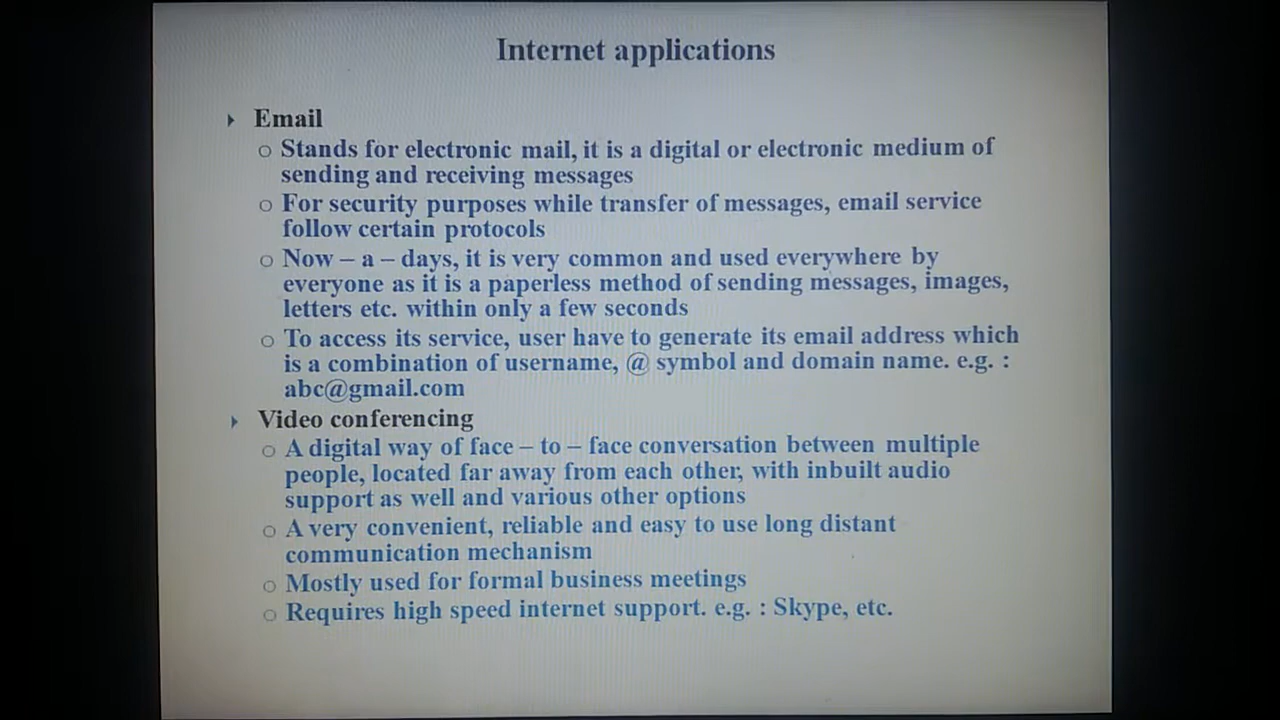 Internet applications
Email
Stands for electronic mail, it is a digital or electronic medium of
sending and receiving messages
For security purposes while transfer of messages, email service
follow certain protocols
Now – a – days, it is very common and used everywhere by
everyone as it is a paperless method of sending messages, images,
letters etc. within only a few seconds
To access its service, user have to generate its email address which
is a combination of username, @ symbol and domain name. e.g. :
abc@gmail.com
Video conferencing
A digital way of face – to – face conversation between multiple
people, located far away from each other, with inbuilt audio
support as well and various other options
A very convenient, reliable and easy to use long distant
communication mechanism
Mostly used for formal business meetings
Requires high speed internet support. e.g. : Skype, etc.